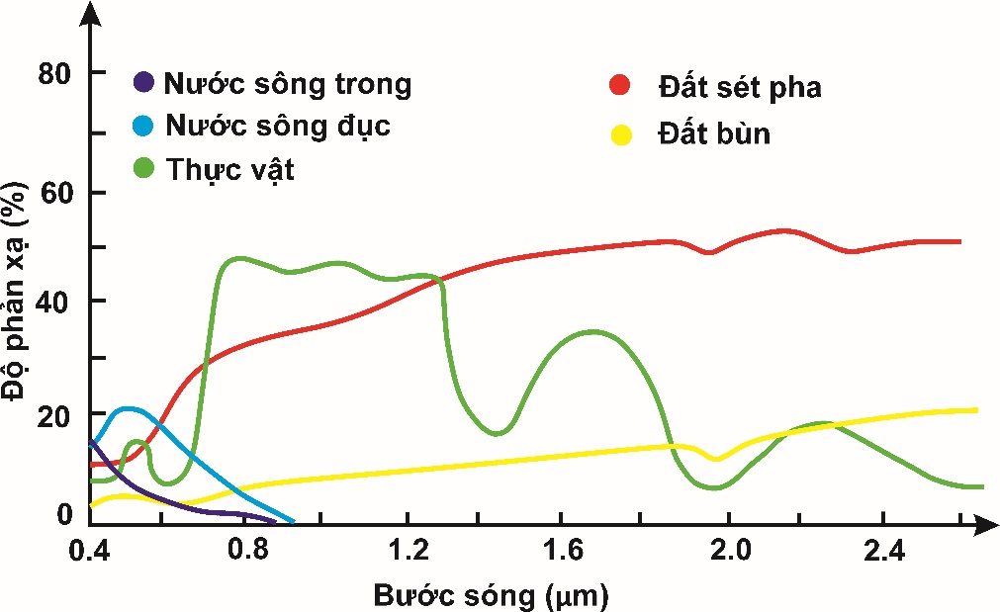 80
60
40
20
0
Độ phản xạ (%)
Nước sông trong
Nước sông đục
Thực vật
Đất sét pha
Đất bùn
0.4 0.8 1.2 1.6 2.0 2.4
Bước sóng (µm)